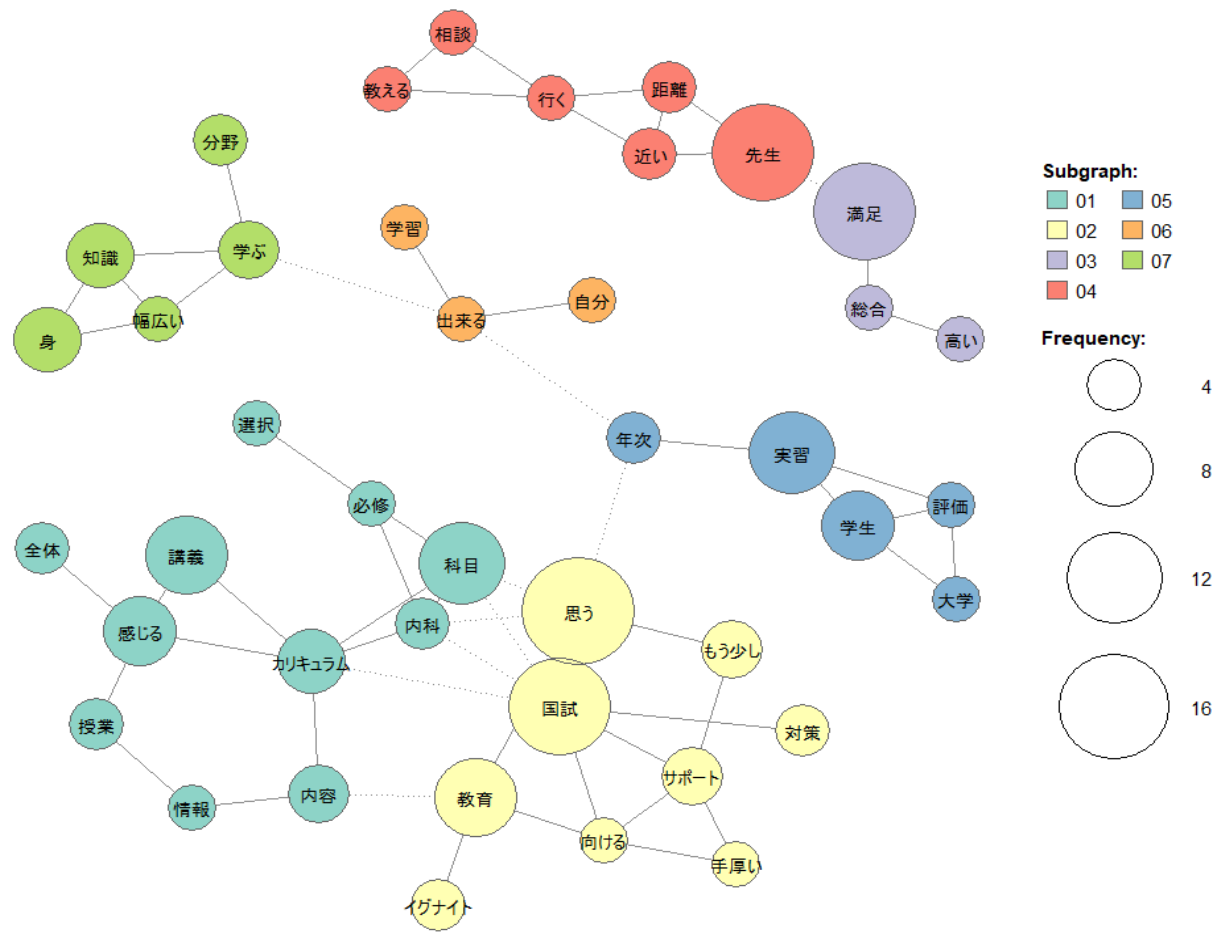 相談
教える
行く
距離
近い
先生
満足
総合
高い
分野
知識
学ぶ
幅広い
身
学習
出来る
自分
年次
実習
学生
評価
大学
選択
必修
科目
内科
全体
講義
感じる
カリキュラム
授業
情報
内容
思う
国試
もう少し
対策
サポート
教育
向ける
手厚い
イグナイト
Subgraph:
01 05
02 06
03 07
04
Frequency:
4
8
12
16